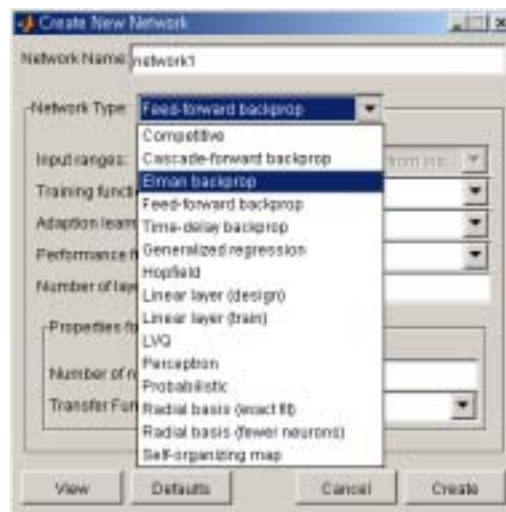 Create New Network
Network Name: network1
Network Type: Feed-forward backprop
Competitive
Input ranges:
Cascade-forward backprop
Training functi
Elman backprop
Feed-forward backprop
Adaption learn
Time-delay backprop
Performance f
Generalized regression
Hopfield
Number of laye
Linear layer (design)
Linear layer (train)
Properties fo
LVQ
Perceptron
Number of n
Probabilistic
Transfer Fun
Radial basis (exact fit)
Radial basis (fewer neurons)
Self-organizing map
View Defaults Cancel Create